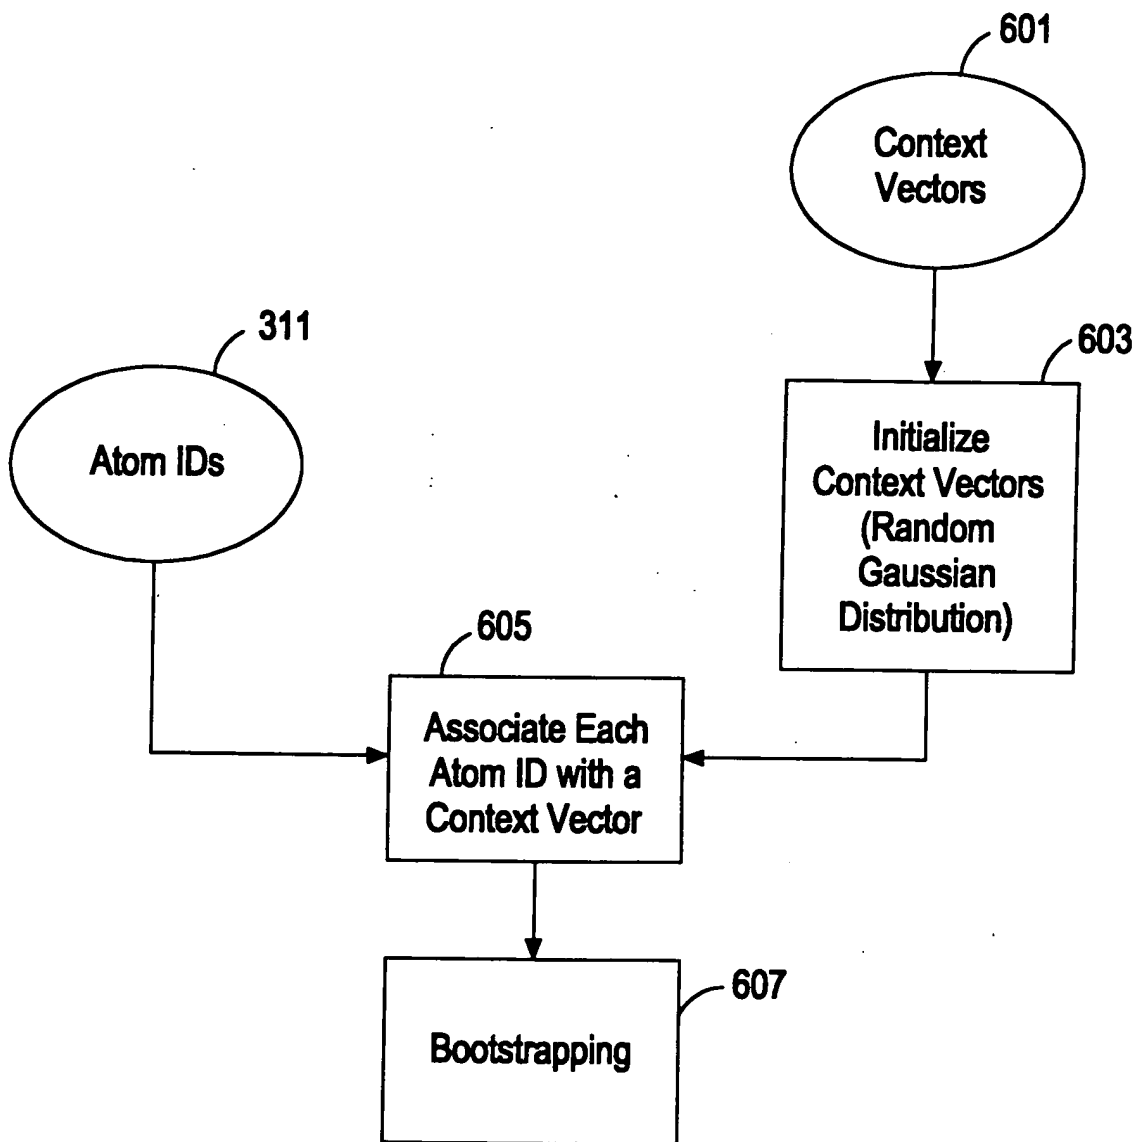 601
Context
Vectors
311
603
Atom IDs
Initialize
Context Vectors
(Random
Gaussian
Distribution)
605
Associate Each
Atom ID with a
Context Vector
607
Bootstrapping